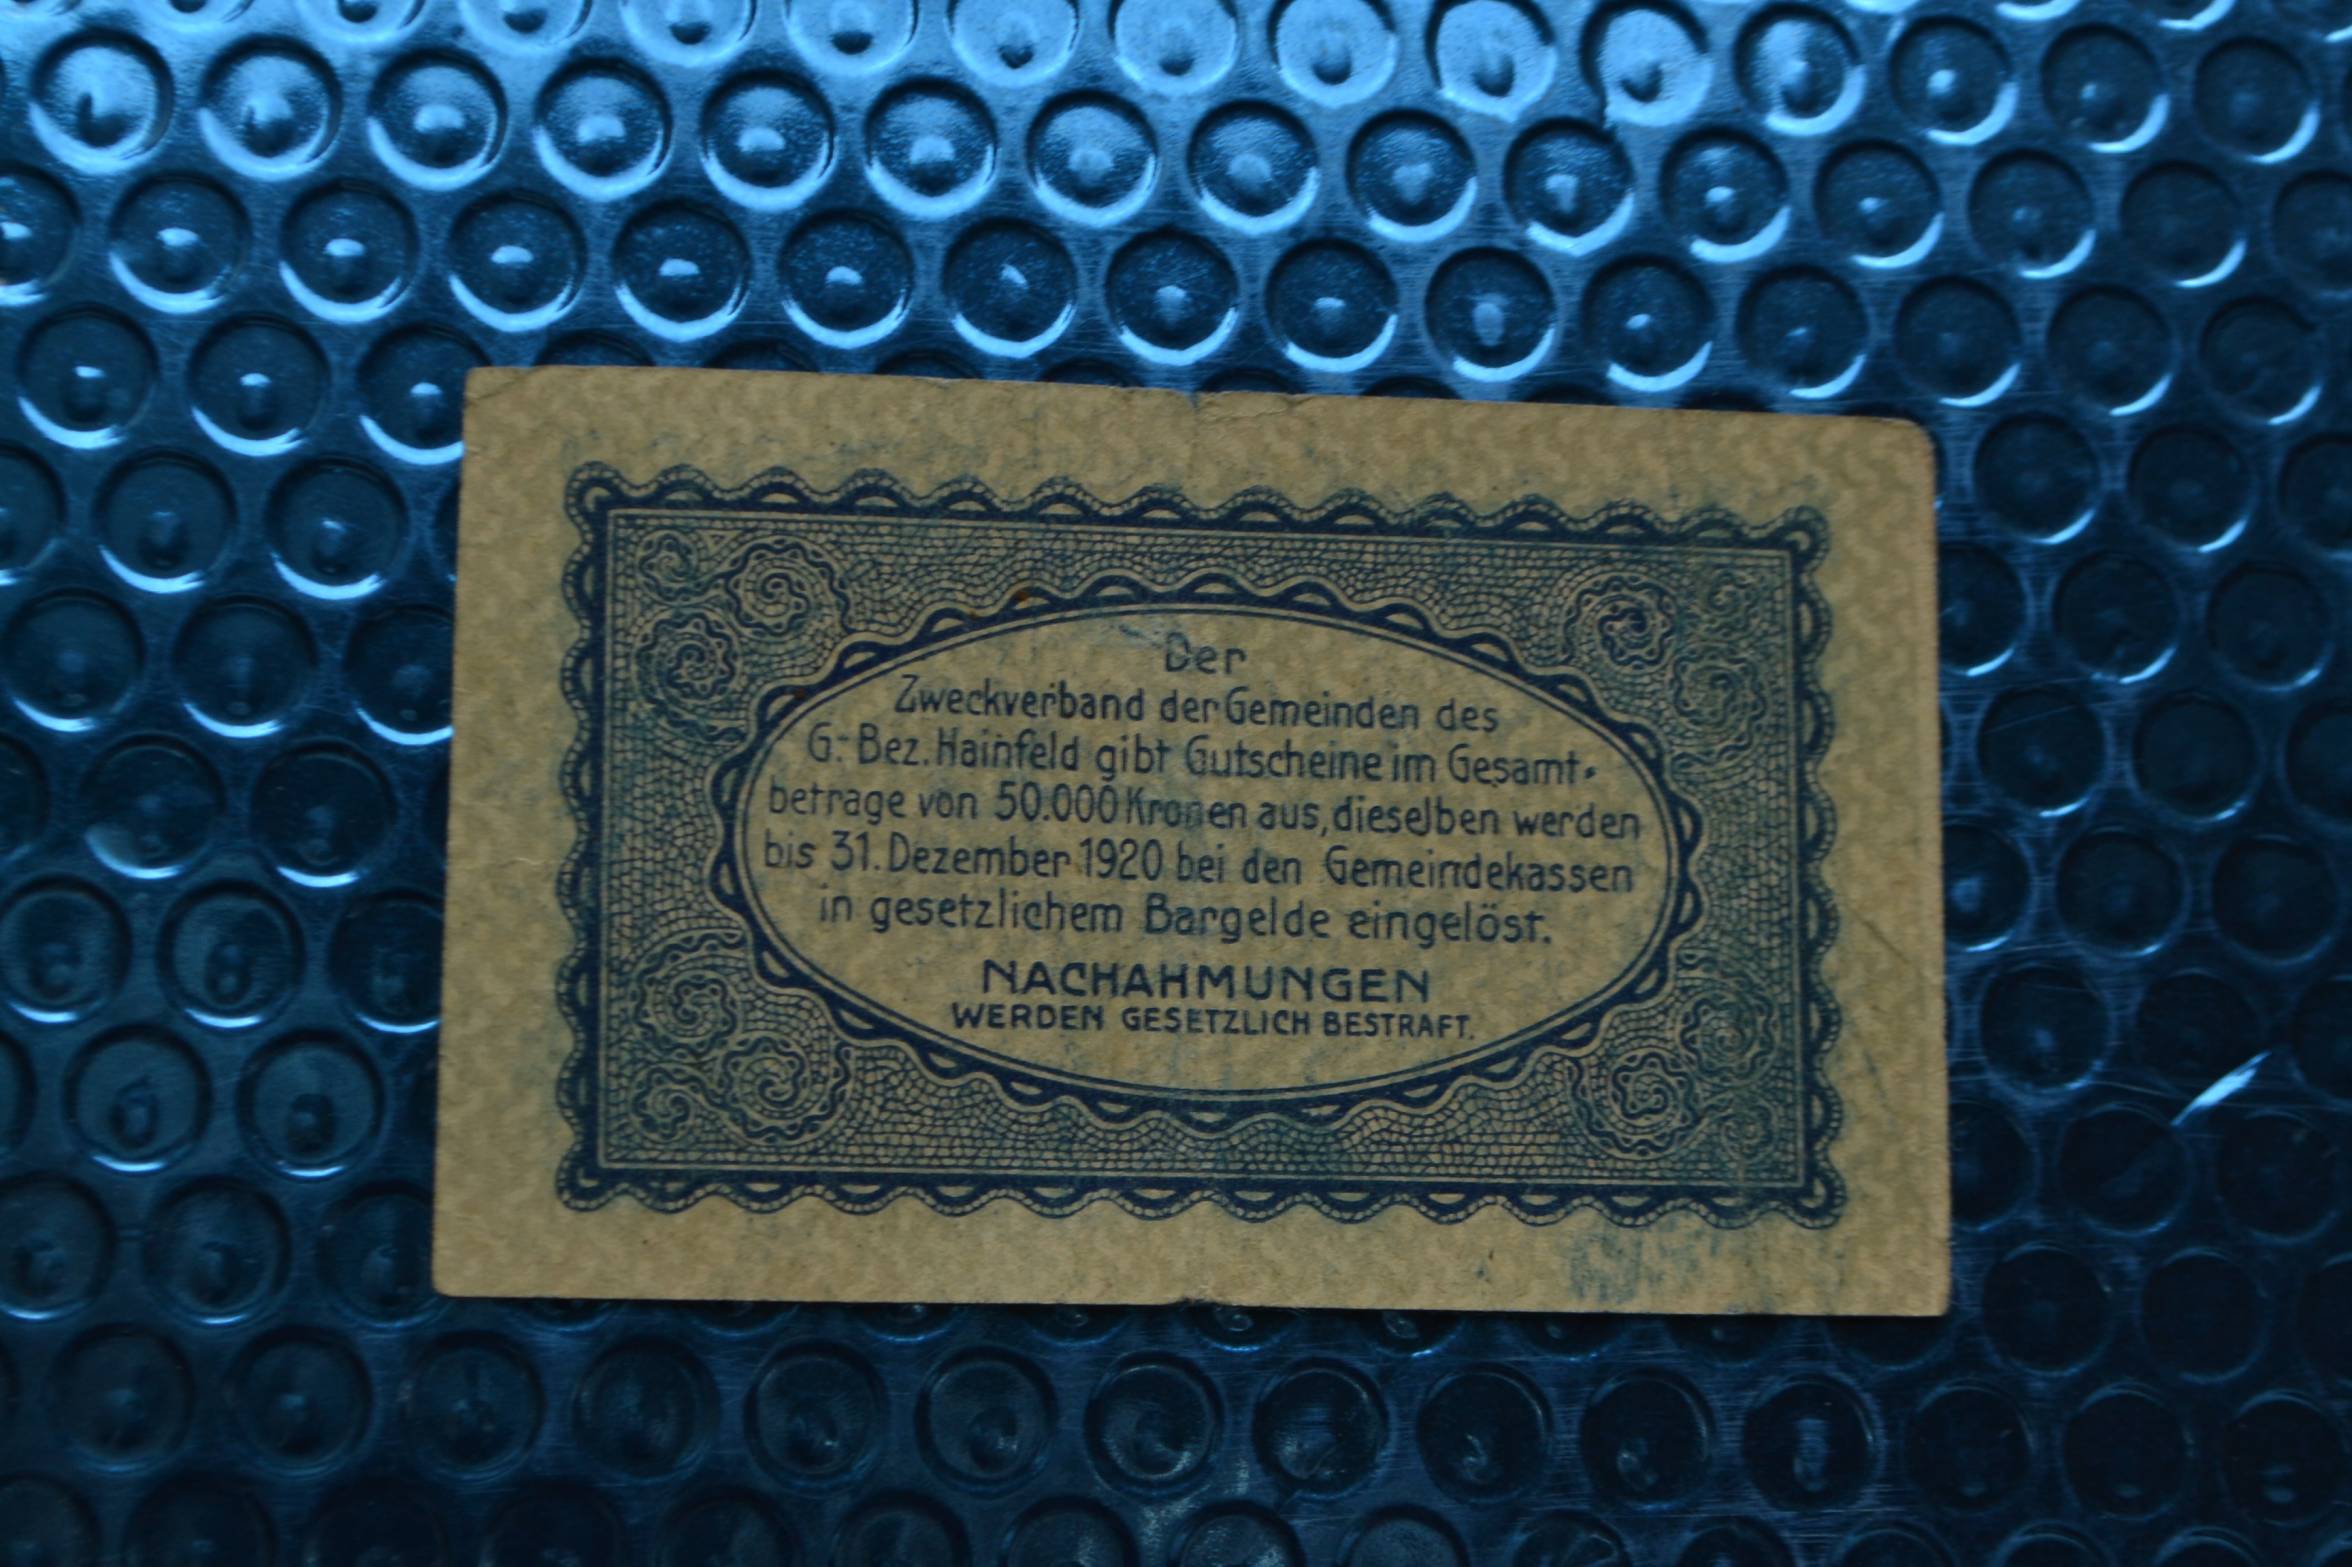 Der
Zweckverband der Gemeinden des
G.-Bez. Hainfeld gibt Gutscheine im Gesamt-
betrage von 50.000 Kronen aus, dieselben werden
bis 31. Dezember 1920 bei den Gemeindekassen
in gesetzlichem Bargelde eingelöst.
NACHAHMUNGEN
WERDEN GESETZLICH BESTRAFT.